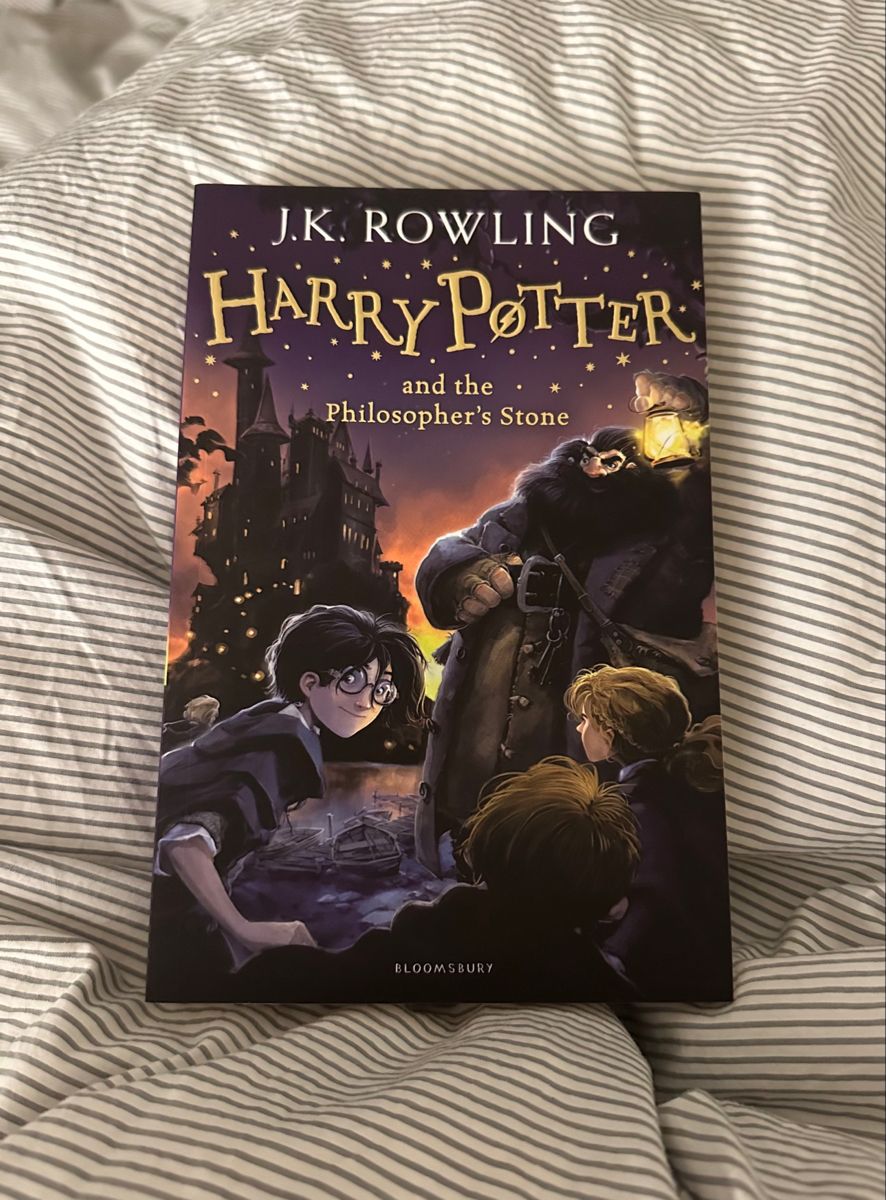 J.K. ROWLING
HARRY POTTER
and the
Philosopher's Stone
BLOOMSBURY